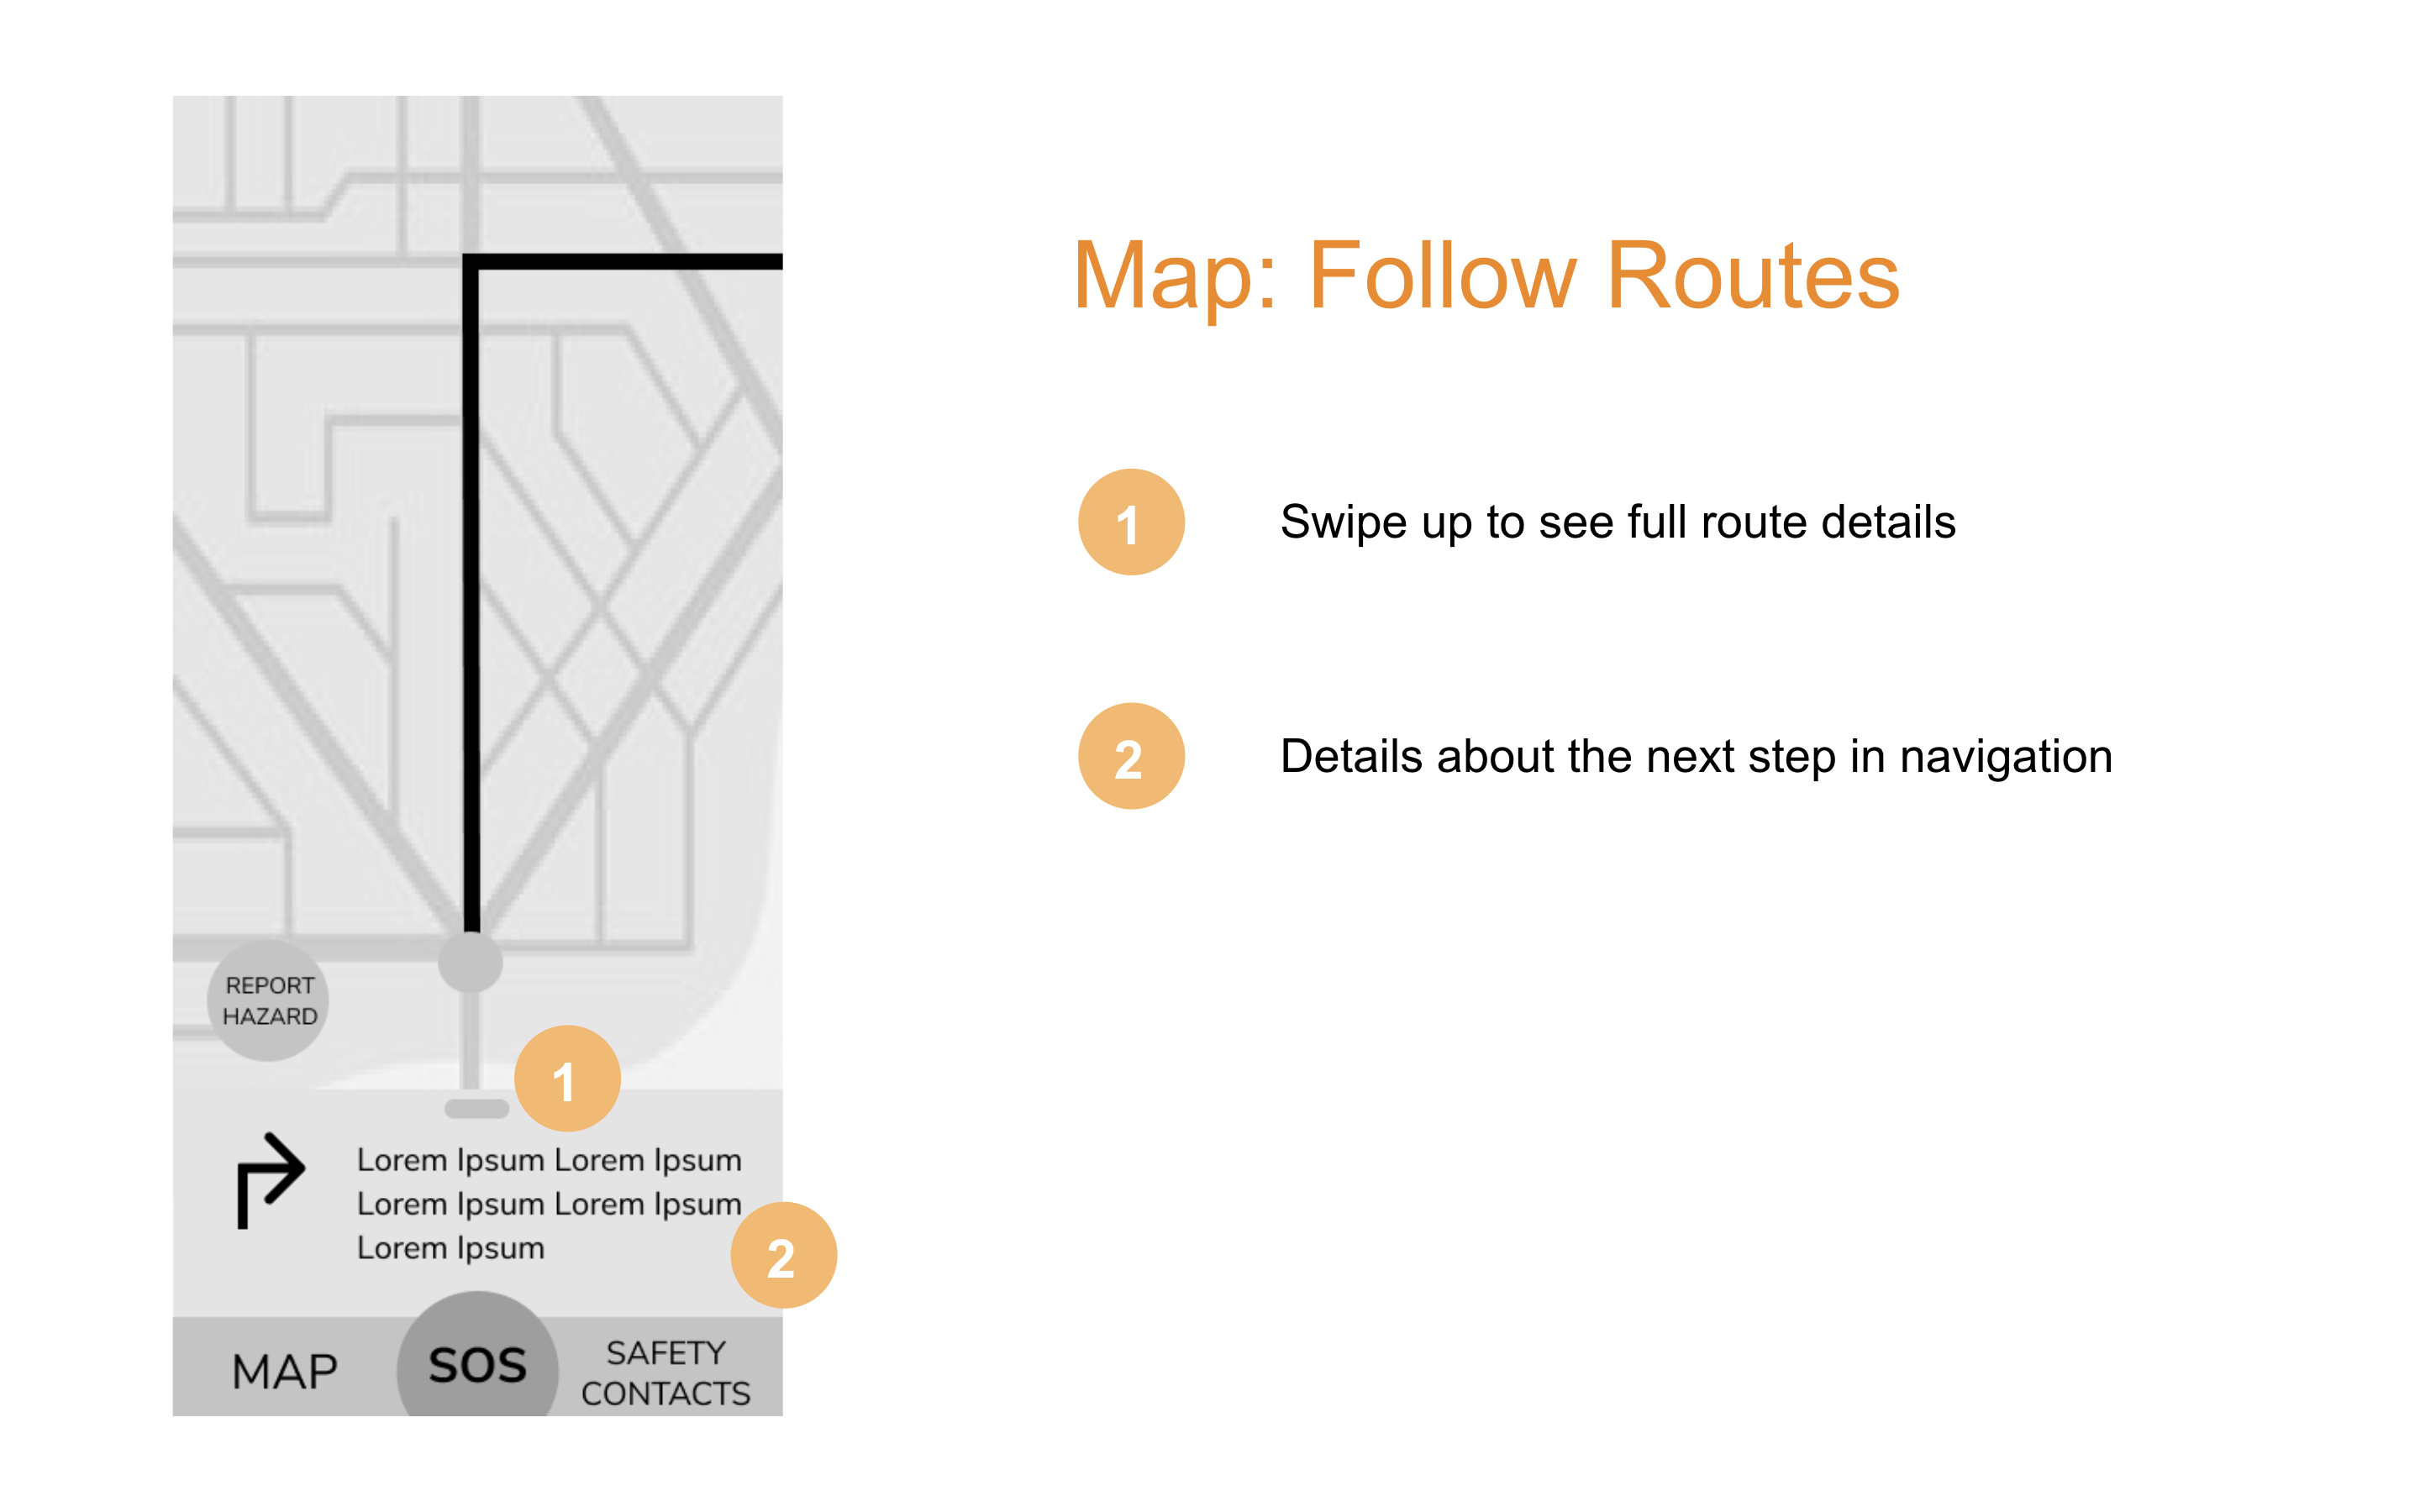 Map: Follow Routes
1
Swipe up to see full route details
2
Details about the next step in navigation
REPORT
HAZARD
1
Lorem Ipsum Lorem Ipsum
Lorem Ipsum Lorem Ipsum
Lorem Ipsum
2
MAP
SOS
SAFETY
CONTACTS